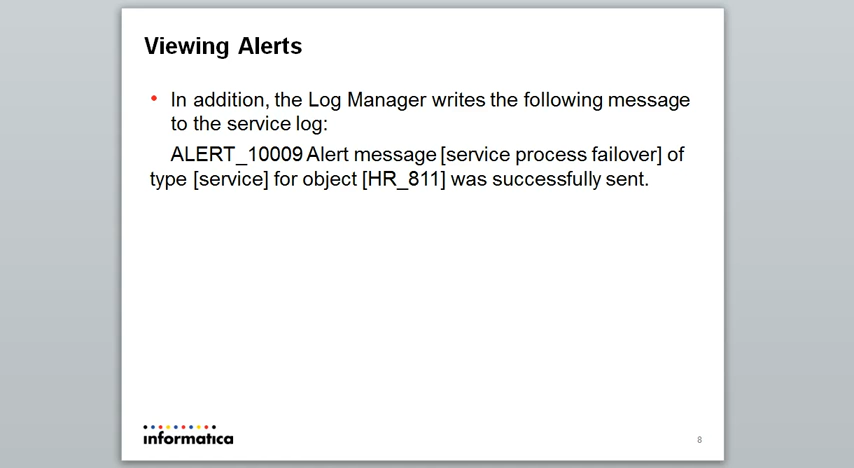 Viewing Alerts
• In addition, the Log Manager writes the following message
to the service log:
ALERT_10009 Alert message [service process failover] of
type [service] for object [HR_811] was successfully sent.
informatica
8